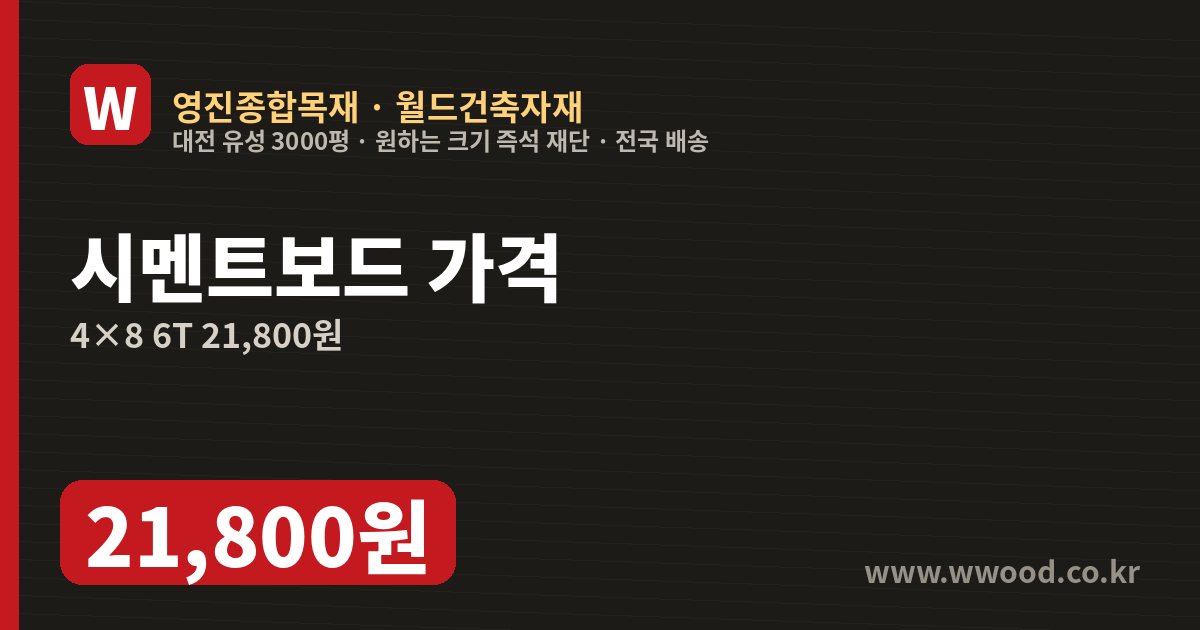 W
영진종합목재 · 월드건축자재
대전 유성 3000평 · 원하는 크기 즉석 재단 · 전국 배송
시멘트보드 가격
4×8 6T 21,800원
21,800원
www.wwood.co.kr